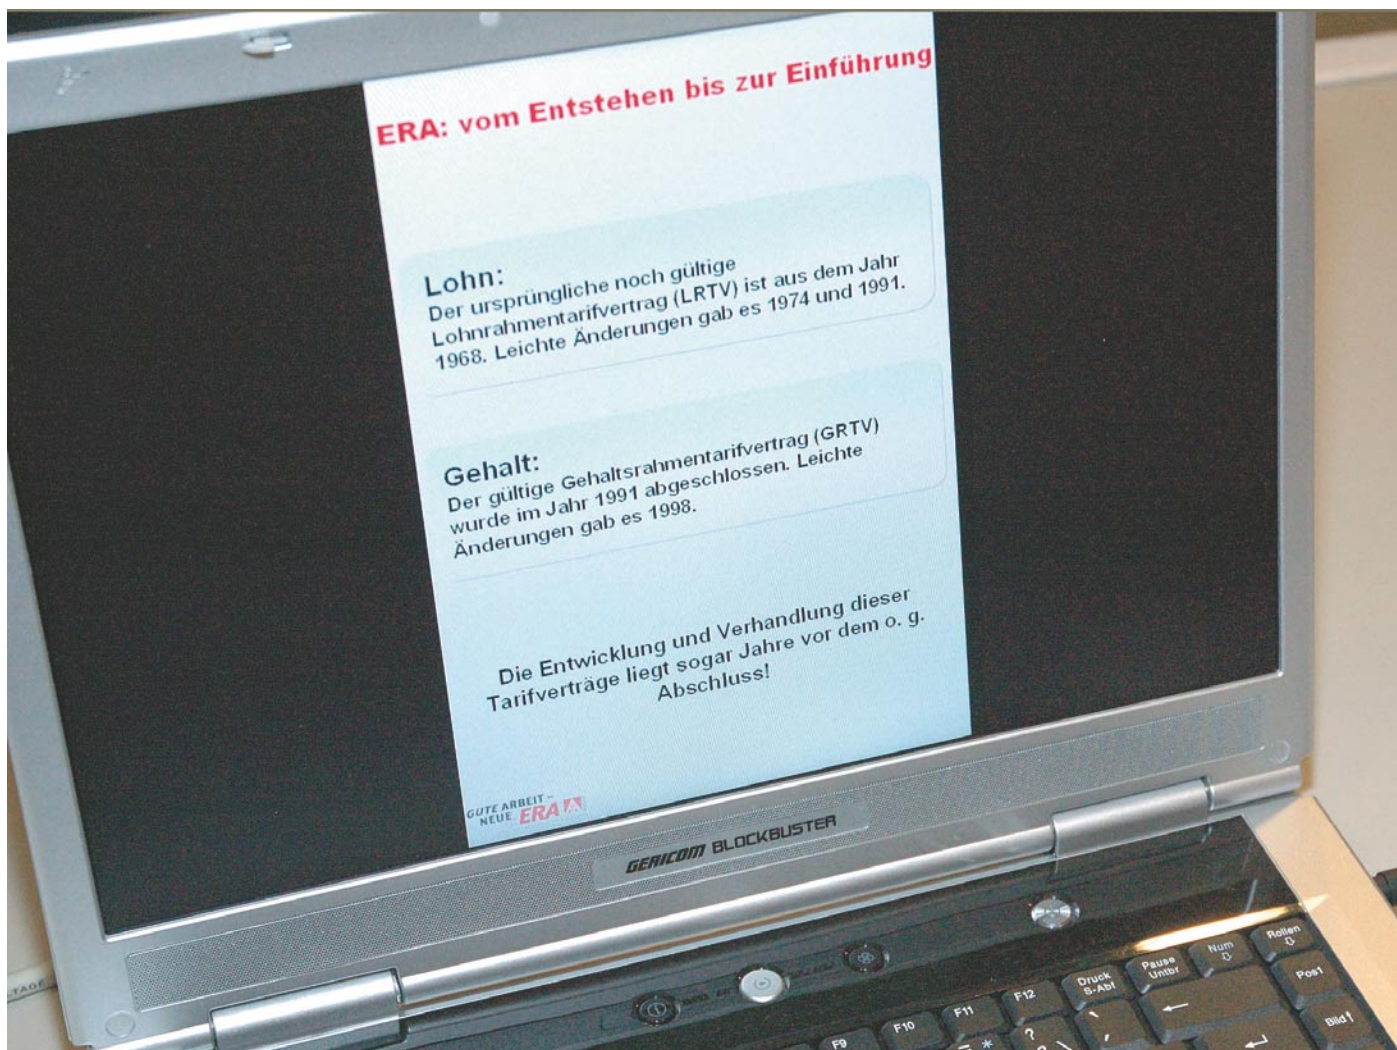 ERA: vom Entstehen bis zur Einführung
Lohn:
Der ursprüngliche noch gültige
Lohnrahmentarifvertrag (LRTV) ist aus dem Jahr
1968. Leichte Änderungen gab es 1974 und 1991.
Gehalt:
Der gültige Gehaltsrahmentarifvertrag (GRTV)
wurde im Jahr 1991 abgeschlossen. Leichte
Änderungen gab es 1998.
Die Entwicklung und Verhandlung dieser
Tarifverträge liegt sogar Jahre vor dem o. g.
Abschluss!
GUTE ARBEIT –
NEUE ERA
GERICOM BLOCKBUSTER
TAGE
F9 F10 F11 F12 Druck S-Abf Pause Untbr Num Rollen
= * ? \ ` ' Pos1
Bild